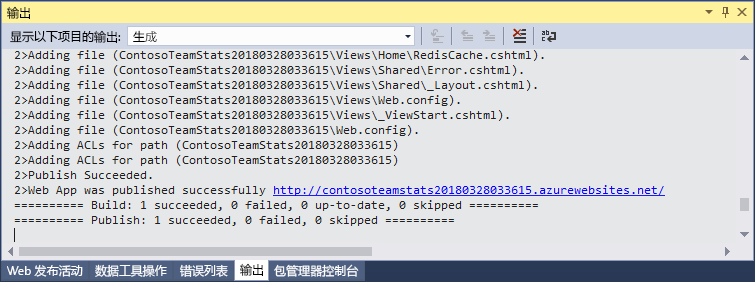 输出
显示以下项目的输出: 生成
2>Adding file (ContosoTeamStats20180328033615\Views\Home\RedisCache.cshtml).
2>Adding file (ContosoTeamStats20180328033615\Views\Shared\Error.cshtml).
2>Adding file (ContosoTeamStats20180328033615\Views\Shared\_Layout.cshtml).
2>Adding file (ContosoTeamStats20180328033615\Views\Web.config).
2>Adding file (ContosoTeamStats20180328033615\Views\_ViewStart.cshtml).
2>Adding file (ContosoTeamStats20180328033615\Web.config).
2>Adding ACLs for path (ContosoTeamStats20180328033615)
2>Adding ACLs for path (ContosoTeamStats20180328033615)
2>Publish Succeeded.
2>Web App was published successfully http://contosoteamstats20180328033615.azurewebsites.net/
========== Build: 1 succeeded, 0 failed, 0 up-to-date, 0 skipped ==========
========== Publish: 1 succeeded, 0 failed, 0 skipped ==========
Web 发布活动 数据工具操作 错误列表 输出 包管理器控制台